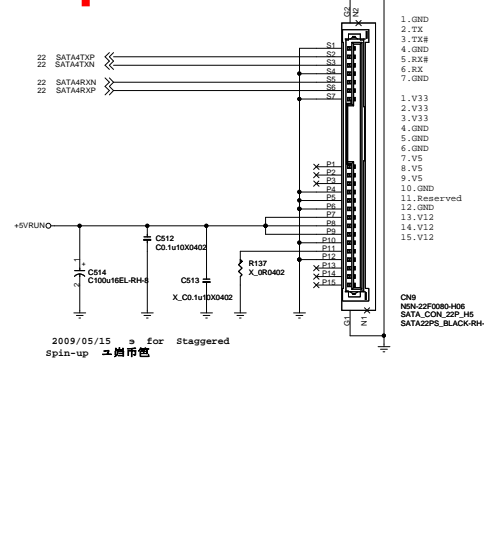 G2
N2
1.GND
2.TX
3.TX#
4.GND
5.RX#
6.RX
7.GND
22 SATA4TXP
22 SATA4TXN
22 SATA4RXN
22 SATA4RXP
S1
S2
S3
S4
S5
S6
S7
1.V33
2.V33
3.V33
4.GND
5.GND
6.GND
7.V5
8.V5
9.V5
10.GND
11.Reserved
12.GND
13.V12
14.V12
15.V12
P1
P2
P3
P4
P5
P6
P7
P8
P9
P10
P11
P12
P13
P14
P15
+5VRUN
C512
C0.1u10X0402
R137
X_0R0402
1
+
C514
C100u16EL-RH-8
2
C513
X_C0.1u10X0402
CN9
N5N-22F0080-H06
SATA_CON_22P_H5
SATA22PS_BLACK-RH-
G1
N1
2009/05/15 for Staggered
Spin-up